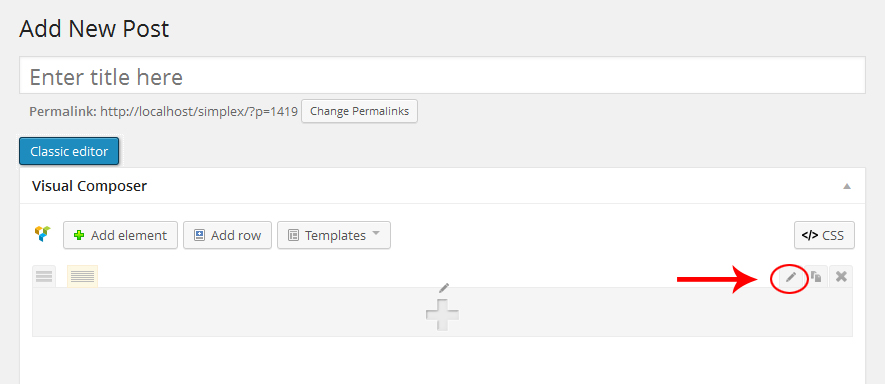 Add New Post
Enter title here
Permalink: http://localhost/simplex/?p=1419 Change Permalinks
Classic editor
Visual Composer
Add element Add row Templates </> CSS